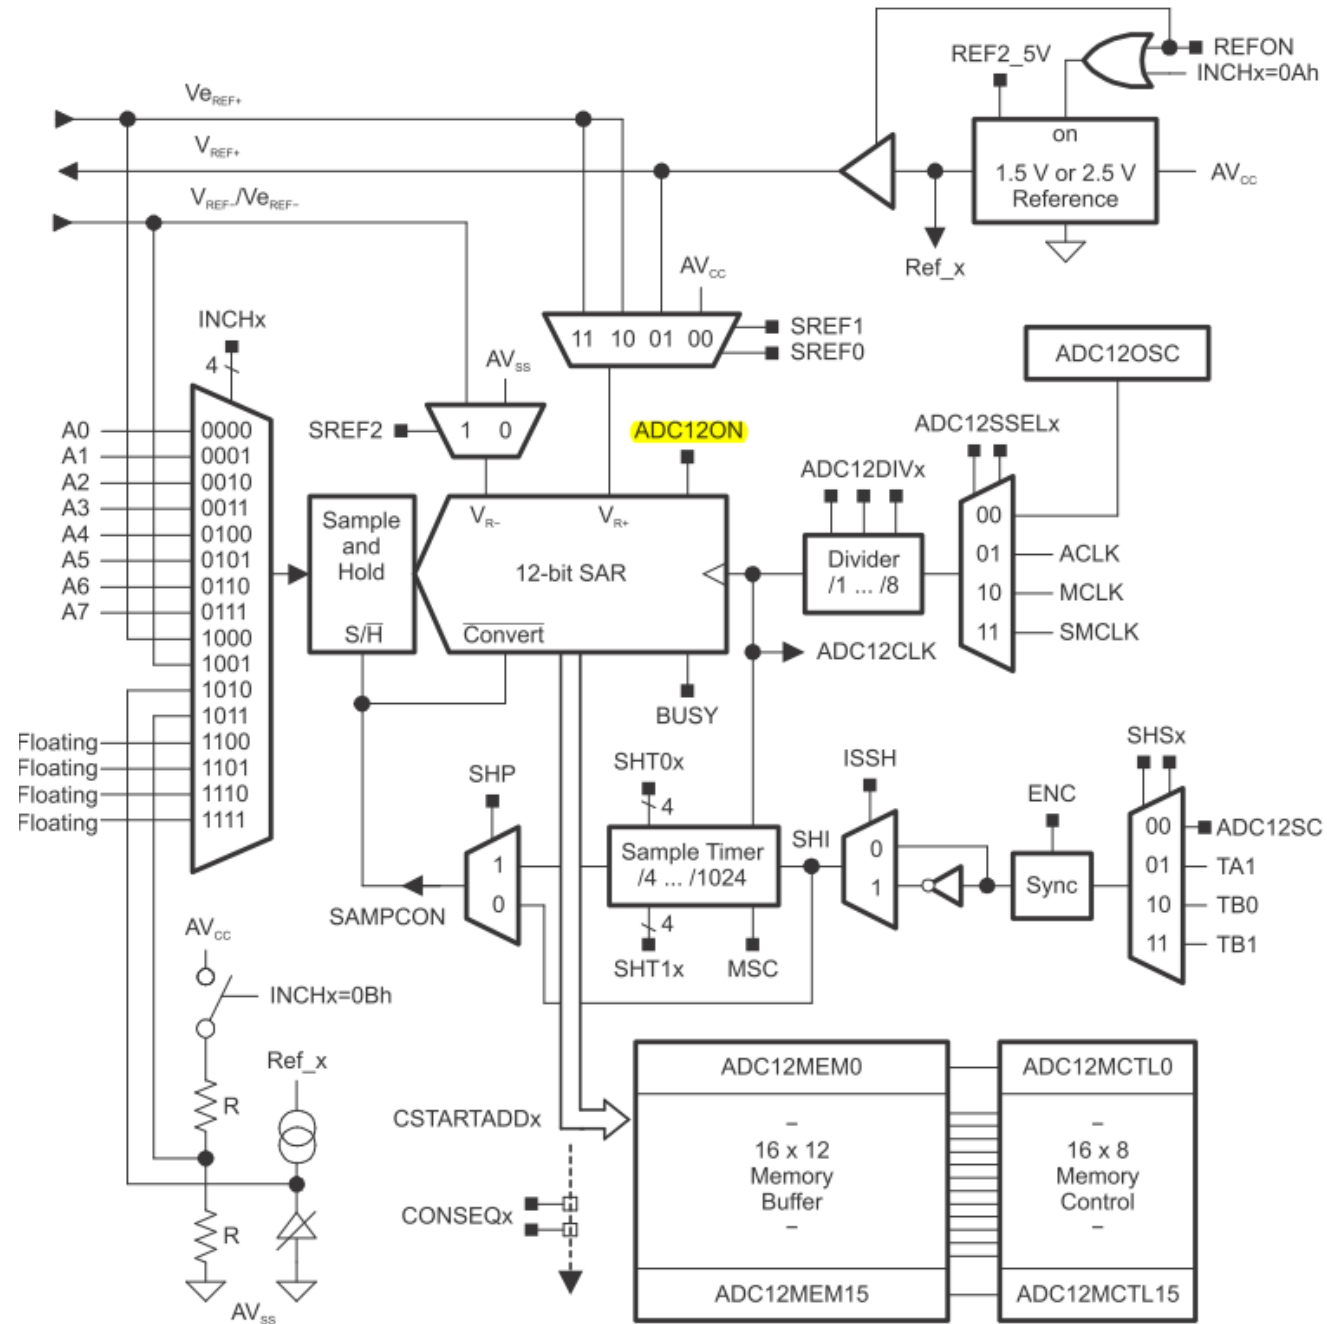 REFON
REF2_5V
INCHx=0Ah
VeREF+
on
VREF+
1.5 V or 2.5 V
Reference
AVCC
VREF−/VeREF−
Ref_x
AVCC
INCHx
11 10 01 00
SREF1
SREF0
4
AVSS
ADC12OSC
SREF2
1 0
ADC12ON
ADC12SSELx
A0 0000
A1 0001
A2 0010
A3 0011
A4 0100
A5 0101
A6 0110
A7 0111
1000
1001
1010
1011
Floating 1100
Floating 1101
Floating 1110
Floating 1111
ADC12DIVx
Sample
and
Hold
S/H
VR−
VR+
12-bit SAR
Convert
Divider
/1 ... /8
00
01 ACLK
10 MCLK
11 SMCLK
ADC12CLK
BUSY
SHP
SHT0x
4
ISSH
ENC
SHSx
1
0
Sample Timer
/4 ... /1024
SHI
0
1
Sync
00 ADC12SC
01 TA1
10 TB0
11 TB1
SAMPCON
4
SHT1x
MSC
AVCC
INCHx=0Bh
Ref_x
R
R
AVSS
CSTARTADDx
CONSEQx
ADC12MEM0
–
16 x 12
Memory
Buffer
–
ADC12MEM15
ADC12MCTL0
–
16 x 8
Memory
Control
–
ADC12MCTL15